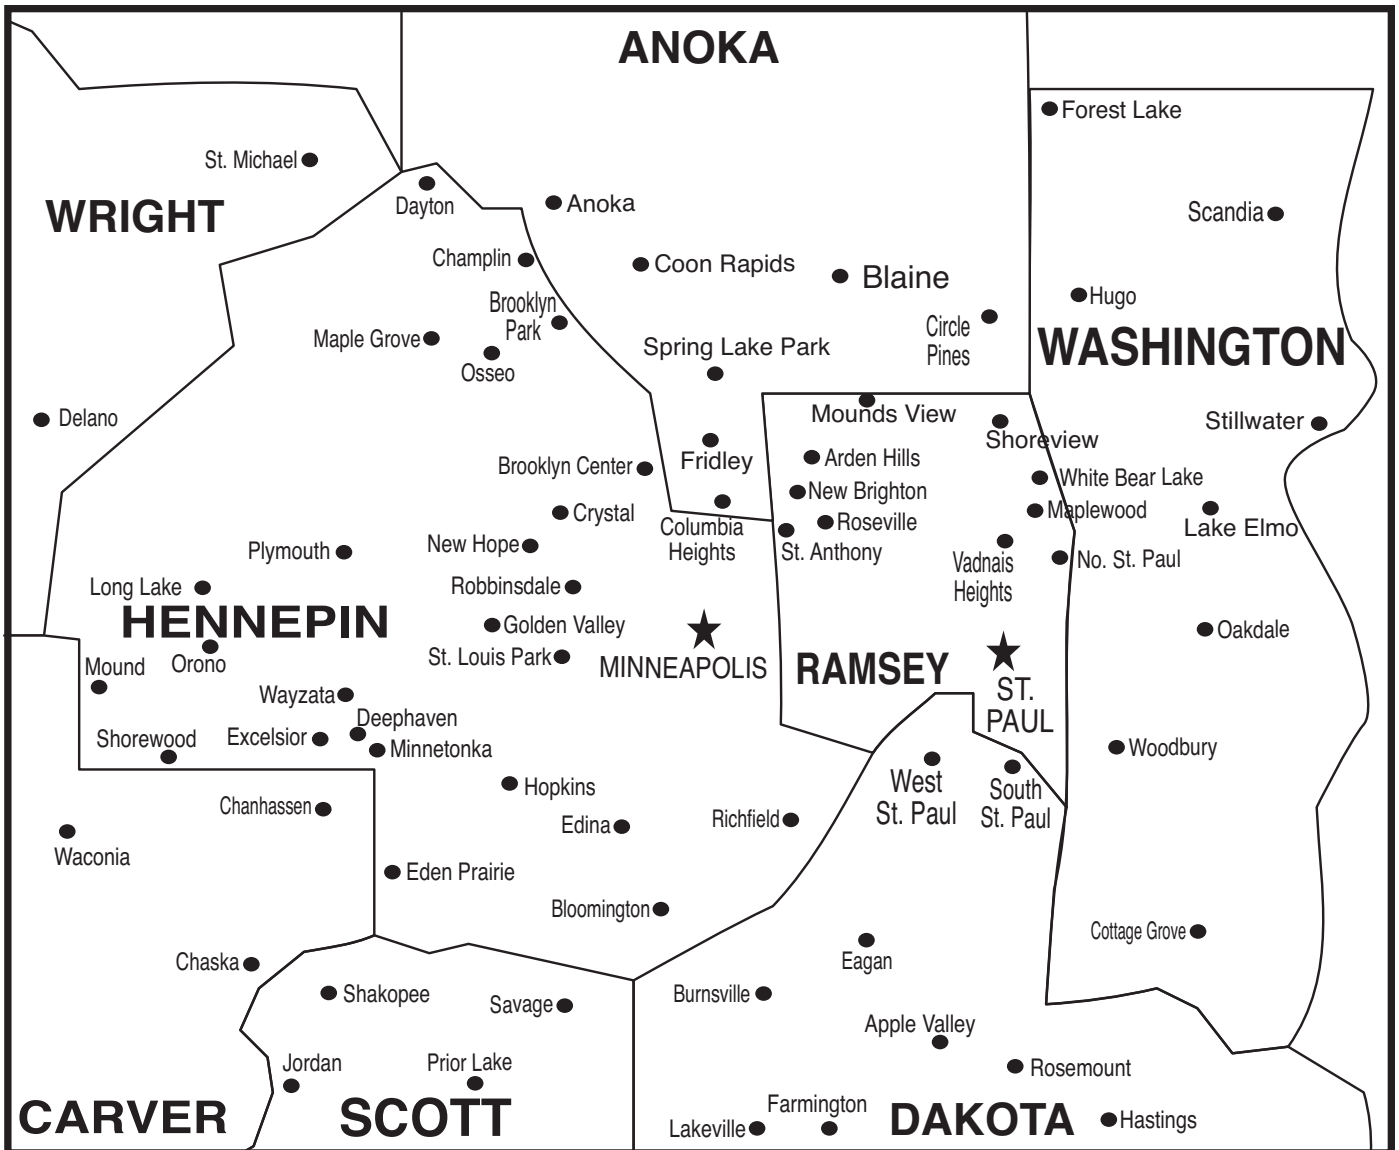 ANOKA
Forest Lake
St. Michael
WRIGHT
Dayton
Anoka
Scandia
Champlin
Coon Rapids
Blaine
Hugo
Brooklyn
Park
Circle
Pines
Maple Grove
Osseo
Spring Lake Park
WASHINGTON
Delano
Mounds View
Stillwater
Shoreview
Fridley
Arden Hills
Brooklyn Center
White Bear Lake
New Brighton
Maplewood
Crystal
Columbia
Heights
Roseville
Lake Elmo
St. Anthony
Plymouth
New Hope
Vadnais
Heights
No. St. Paul
Long Lake
Robbinsdale
HENNEPIN
Golden Valley
Oakdale
Mound
Orono
St. Louis Park
MINNEAPOLIS
RAMSEY
ST.
PAUL
Wayzata
Deephaven
Shorewood
Excelsior
Minnetonka
Woodbury
Hopkins
West
St. Paul
South
St. Paul
Chanhassen
Edina
Richfield
Waconia
Eden Prairie
Bloomington
Cottage Grove
Chaska
Eagan
Shakopee
Savage
Burnsville
Apple Valley
Jordan
Prior Lake
Rosemount
CARVER
SCOTT
Farmington
Lakeville
DAKOTA
Hastings